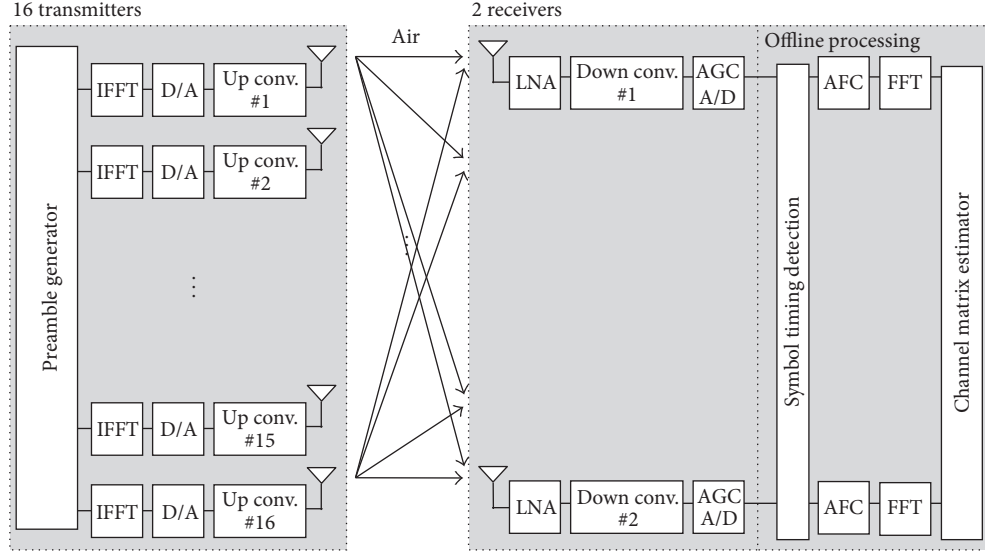 16 transmitters
2 receivers
Air
Offline processing
Preamble generator
IFFT
D/A
Up conv.
#1
IFFT
D/A
Up conv.
#2
IFFT
D/A
Up conv.
#15
IFFT
D/A
Up conv.
#16
LNA
Down conv.
#1
AGC
A/D
Symbol timing detection
AFC
FFT
Channel matrix estimator
LNA
Down conv.
#2
AGC
A/D
AFC
FFT